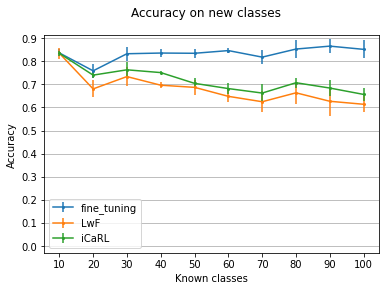 Accuracy on new classes
Accuracy
0.9
0.8
0.7
0.6
0.5
0.4
0.3
0.2
0.1
0.0
fine_tuning
LwF
iCaRL
10 20 30 40 50 60 70 80 90 100
Known classes